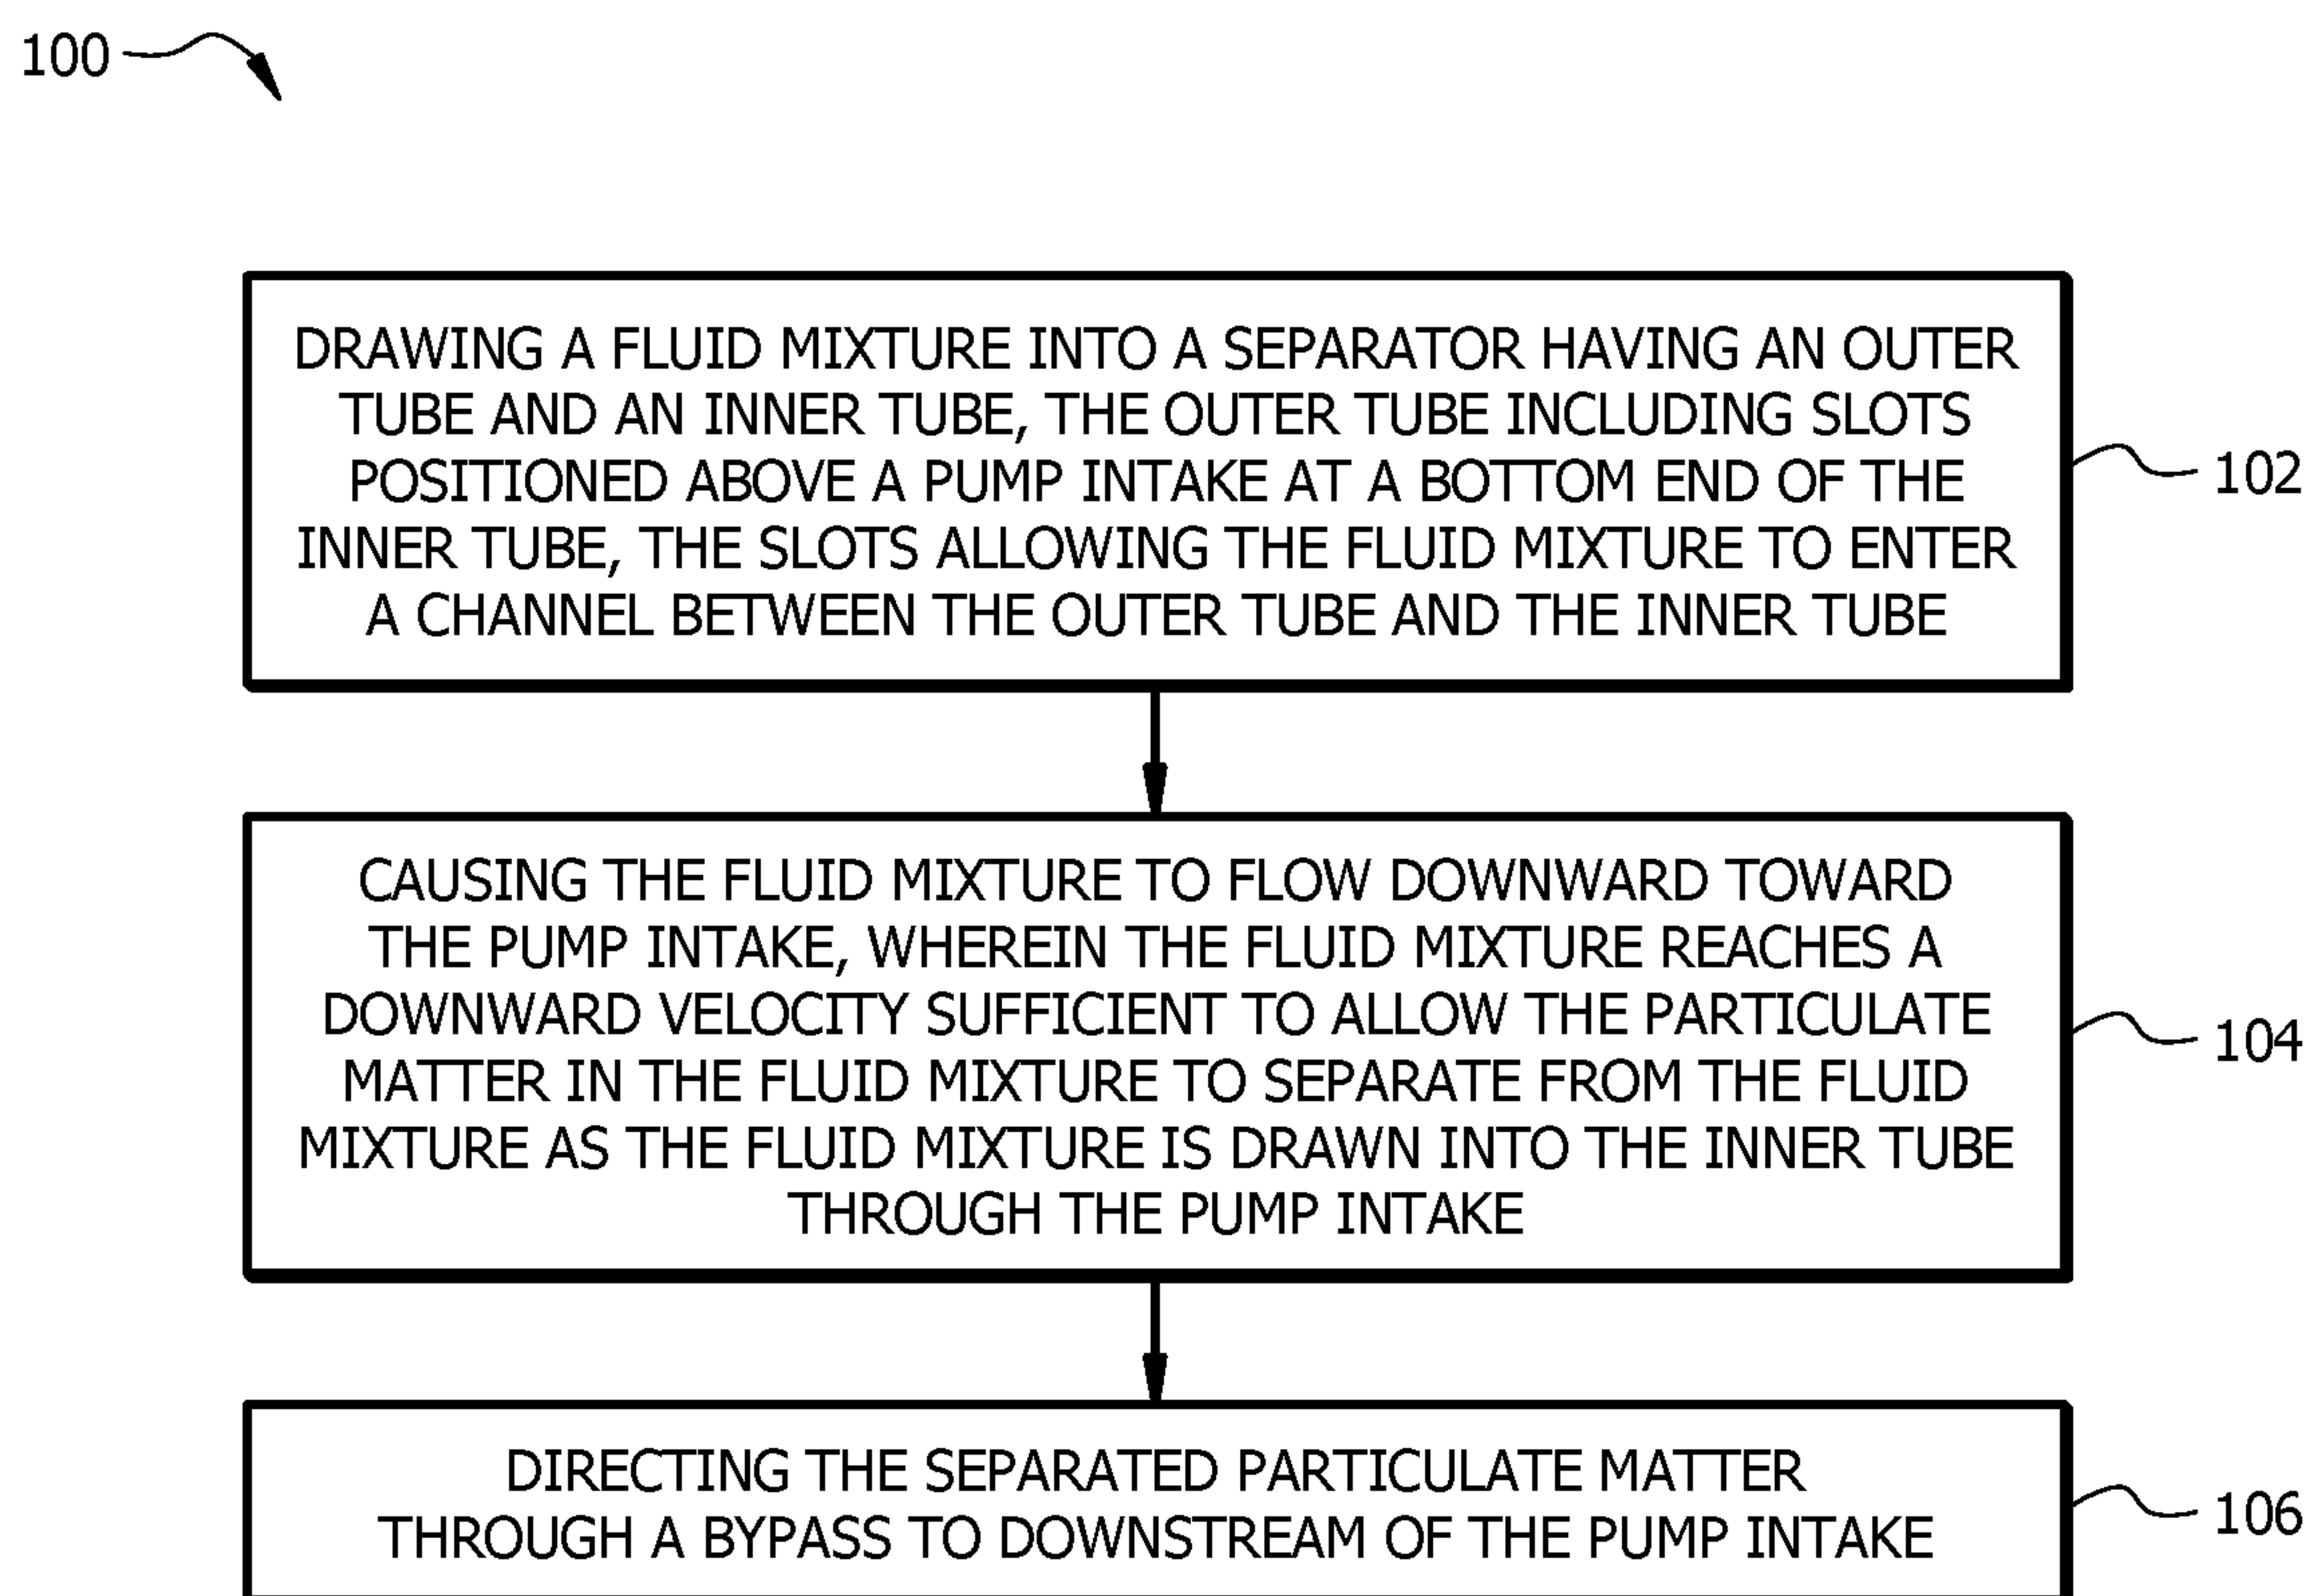 100
DRAWING A FLUID MIXTURE INTO A SEPARATOR HAVING AN OUTER
TUBE AND AN INNER TUBE, THE OUTER TUBE INCLUDING SLOTS
POSITIONED ABOVE A PUMP INTAKE AT A BOTTOM END OF THE
INNER TUBE, THE SLOTS ALLOWING THE FLUID MIXTURE TO ENTER
A CHANNEL BETWEEN THE OUTER TUBE AND THE INNER TUBE
102
CAUSING THE FLUID MIXTURE TO FLOW DOWNWARD TOWARD
THE PUMP INTAKE, WHEREIN THE FLUID MIXTURE REACHES A
DOWNWARD VELOCITY SUFFICIENT TO ALLOW THE PARTICULATE
MATTER IN THE FLUID MIXTURE TO SEPARATE FROM THE FLUID
MIXTURE AS THE FLUID MIXTURE IS DRAWN INTO THE INNER TUBE
THROUGH THE PUMP INTAKE
104
DIRECTING THE SEPARATED PARTICULATE MATTER
THROUGH A BYPASS TO DOWNSTREAM OF THE PUMP INTAKE
106